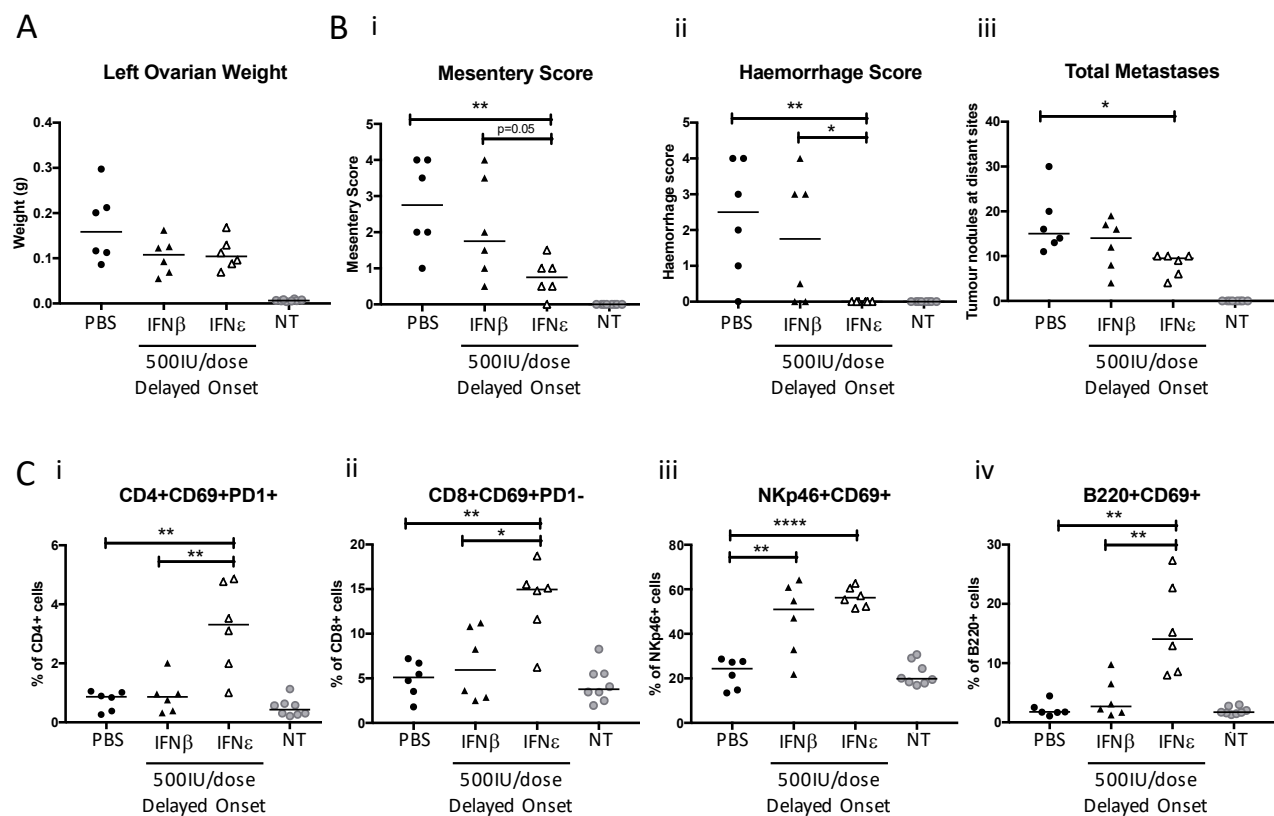 A
Left Ovarian Weight
Weight (g)
0.4
0.3
0.2
0.1
0.0
PBS IFNβ IFNε NT
500IU/dose
Delayed Onset
B i
Mesentery Score
Mesentery Score
5
4
3
2
1
0
**
p=0.05
PBS IFNβ IFNε NT
500IU/dose
Delayed Onset
ii
Haemorrhage Score
Haemorrhage score
5
4
3
2
1
0
**
*
PBS IFNβ IFNε NT
500IU/dose
Delayed Onset
iii
Total Metastases
Tumour nodules at distant sites
40
30
20
10
0
*
PBS IFNβ IFNε NT
500IU/dose
Delayed Onset
C i
CD4+CD69+PD1+
% of CD4+ cells
6
4
2
0
**
**
PBS IFNβ IFNε NT
500IU/dose
Delayed Onset
ii
CD8+CD69+PD1-
% of CD8+ cells
20
15
10
5
0
**
*
PBS IFNβ IFNε NT
500IU/dose
Delayed Onset
iii
NKp46+CD69+
% of NKp46+ cells
80
60
40
20
0
****
**
PBS IFNβ IFNε NT
500IU/dose
Delayed Onset
iv
B220+CD69+
% of B220+ cells
30
20
10
0
**
**
PBS IFNβ IFNε NT
500IU/dose
Delayed Onset